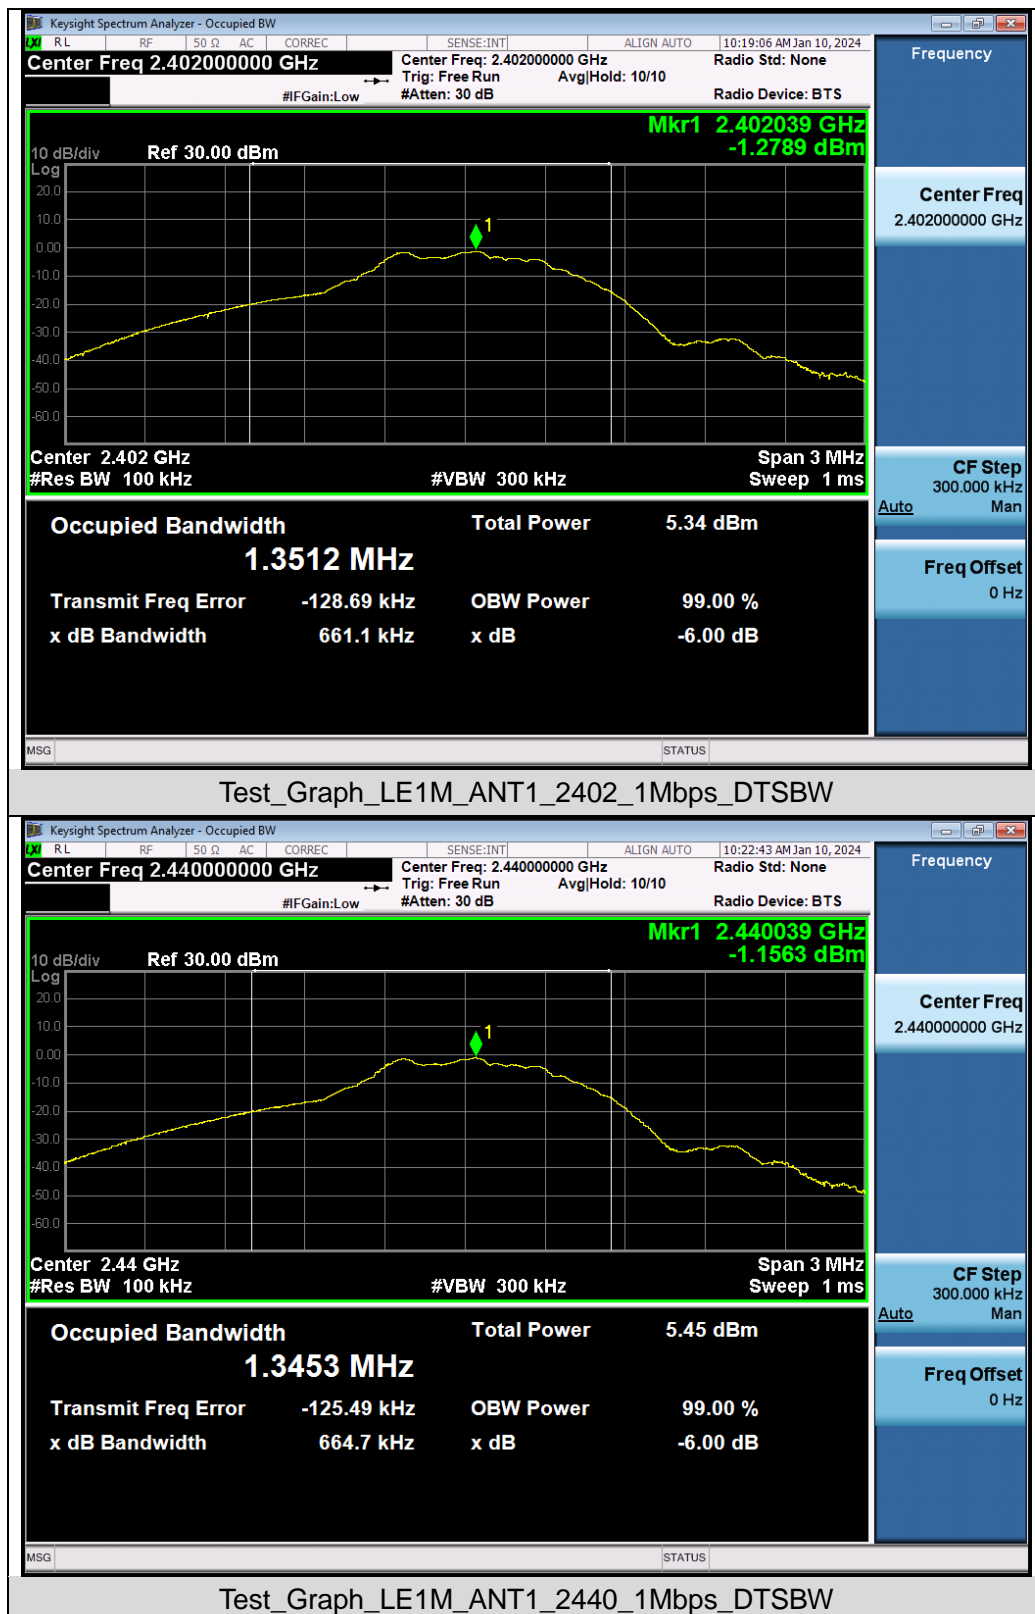 Keysight Spectrum Analyzer - Occupied BW
LXI RL RF 50 Ω AC CORREC SENSE:INT ALIGN AUTO 10:19:06 AM Jan 10, 2024
Center Freq 2.402000000 GHz
Center Freq: 2.402000000 GHz Radio Std: None
Trig: Free Run Avg|Hold: 10/10
#IFGain:Low #Atten: 30 dB Radio Device: BTS
Mkr1 2.402039 GHz
-1.2789 dBm
10 dB/div Ref 30.00 dBm
Log
20.0
10.0
0.00
-10.0
-20.0
-30.0
-40.0
-50.0
-60.0
1
Center 2.402 GHz Span 3 MHz
#Res BW 100 kHz #VBW 300 kHz Sweep 1 ms
Occupied Bandwidth Total Power 5.34 dBm
1.3512 MHz
Transmit Freq Error -128.69 kHz OBW Power 99.00 %
x dB Bandwidth 661.1 kHz x dB -6.00 dB
MSG STATUS
Frequency
Center Freq
2.402000000 GHz
CF Step
300.000 kHz
Auto Man
Freq Offset
0 Hz
Test_Graph_LE1M_ANT1_2402_1Mbps_DTSBW
Keysight Spectrum Analyzer - Occupied BW
LXI RL RF 50 Ω AC CORREC SENSE:INT ALIGN AUTO 10:22:43 AM Jan 10, 2024
Center Freq 2.440000000 GHz
Center Freq: 2.440000000 GHz Radio Std: None
Trig: Free Run Avg|Hold: 10/10
#IFGain:Low #Atten: 30 dB Radio Device: BTS
Mkr1 2.440039 GHz
-1.1563 dBm
10 dB/div Ref 30.00 dBm
Log
20.0
10.0
0.00
-10.0
-20.0
-30.0
-40.0
-50.0
-60.0
1
Center 2.44 GHz Span 3 MHz
#Res BW 100 kHz #VBW 300 kHz Sweep 1 ms
Occupied Bandwidth Total Power 5.45 dBm
1.3453 MHz
Transmit Freq Error -125.49 kHz OBW Power 99.00 %
x dB Bandwidth 664.7 kHz x dB -6.00 dB
MSG STATUS
Frequency
Center Freq
2.440000000 GHz
CF Step
300.000 kHz
Auto Man
Freq Offset
0 Hz
Test_Graph_LE1M_ANT1_2440_1Mbps_DTSBW